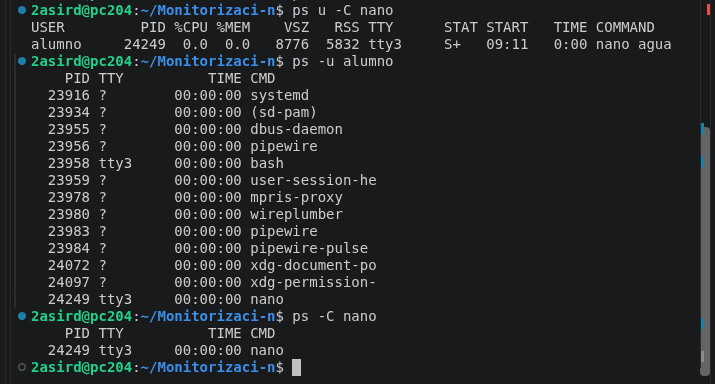 2asird@pc204:~/Monitorizaci-n$ ps u -C nano
USER         PID %CPU %MEM    VSZ   RSS TTY      STAT START   TIME COMMAND
alumno     24249  0.0  0.0   8776  5832 tty3     S+   09:11   0:00 nano agua
2asird@pc204:~/Monitorizaci-n$ ps -u alumno
    PID TTY          TIME CMD
  23916 ?        00:00:00 systemd
  23934 ?        00:00:00 (sd-pam)
  23955 ?        00:00:00 dbus-daemon
  23956 ?        00:00:00 pipewire
  23958 tty3     00:00:00 bash
  23959 ?        00:00:00 user-session-he
  23978 ?        00:00:00 mpris-proxy
  23980 ?        00:00:00 wireplumber
  23983 ?        00:00:00 pipewire
  23984 ?        00:00:00 pipewire-pulse
  24072 ?        00:00:00 xdg-document-po
  24097 ?        00:00:00 xdg-permission-
  24249 tty3     00:00:00 nano
2asird@pc204:~/Monitorizaci-n$ ps -C nano
    PID TTY          TIME CMD
  24249 tty3     00:00:00 nano
2asird@pc204:~/Monitorizaci-n$